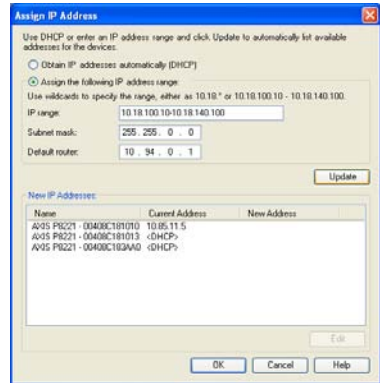 Assign IP Address
Use DHCP or enter an IP address range and click Update to automatically list available
addresses for the devices.
Obtain IP addresses automatically (DHCP)
Assign the following IP address range:
Use wildcards to specify the range, either as 10.18.* or 10.18.100.10 - 10.18.140.100.
IP range: 10.18.100.10-10.18.140.100
Subnet mask: 255 . 255 . 0 . 0
Default router: 10 . 94 . 0 . 1
Update
New IP Addresses:
Name Current Address New Address
AXIS P8221 - 00408C181010 10.85.11.5
AXIS P8221 - 00408C181013 <DHCP>
AXIS P8221 - 00408C183AA0 <DHCP>
Edit
OK Cancel Help